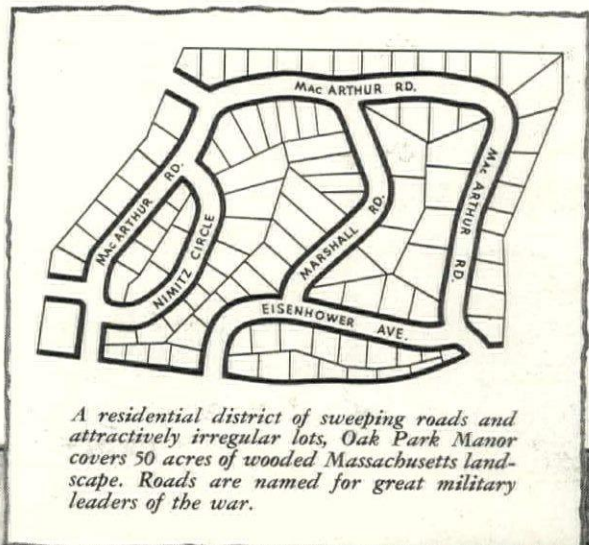 MAC ARTHUR RD.
MAC ARTHUR RD.
MAC ARTHUR RD.
NIMITZ CIRCLE
MARSHALL RD.
EISENHOWER AVE.
A residential district of sweeping roads and
attractively irregular lots, Oak Park Manor
covers 50 acres of wooded Massachusetts land-
scape. Roads are named for great military
leaders of the war.